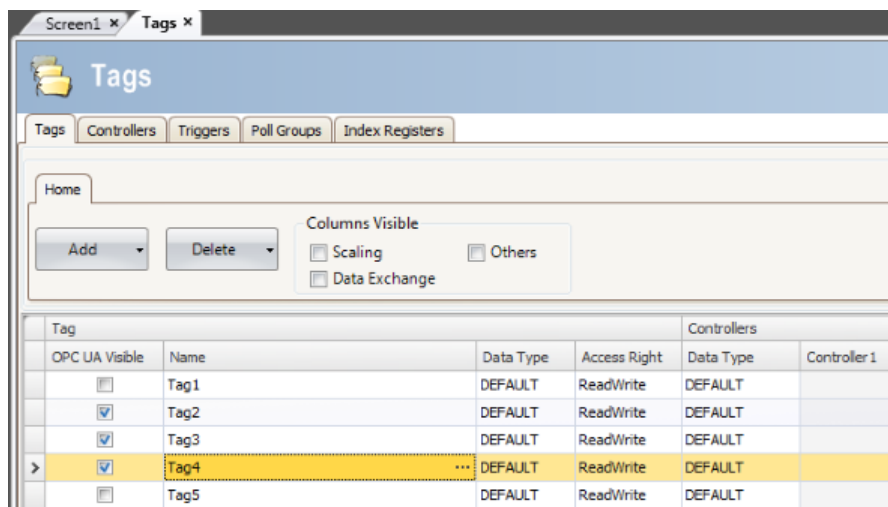 Screen1 × Tags ×
Tags
Tags Controllers Triggers Poll Groups Index Registers
Home
Columns Visible
Add Delete Scaling Others
Data Exchange
Tag Controllers
OPC UA Visible Name Data Type Access Right Data Type Controller1
Tag1 DEFAULT ReadWrite DEFAULT
Tag2 DEFAULT ReadWrite DEFAULT
Tag3 DEFAULT ReadWrite DEFAULT
Tag4 ... DEFAULT ReadWrite DEFAULT
Tag5 DEFAULT ReadWrite DEFAULT